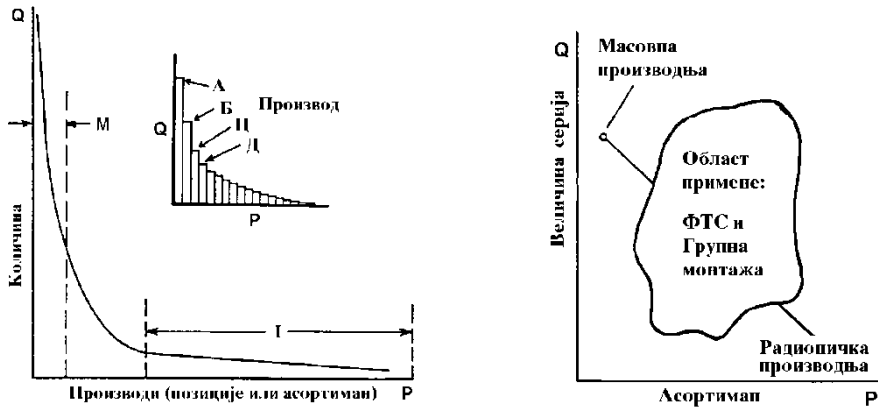 Q
Количина
М
А
Б
Ц
Д
Производ
Q
P
I
Производи (позиције или асортиман)
P
Q
Величина серија
Масовна
производња
Област
примене:
ФТС и
Групна
монтажа
Радионичка
производња
Асортиман
P